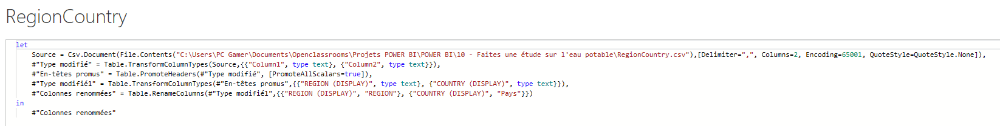 RegionCountry
let
Source = Csv.Document(File.Contents("C:\Users\PC Gamer\Documents\Openclassrooms\Projets POWER BI\POWER BI\10 - Faites une étude sur l'eau potable\RegionCountry.csv"),[Delimiter=",", Columns=2, Encoding=65001, QuoteStyle=QuoteStyle.None]),
#"Type modifié" = Table.TransformColumnTypes(Source,{{"Column1", type text}, {"Column2", type text}}),
#"En-têtes promus" = Table.PromoteHeaders(#"Type modifié", [PromoteAllScalars=true]),
#"Type modifié1" = Table.TransformColumnTypes(#"En-têtes promus",{{"REGION (DISPLAY)", type text}, {"COUNTRY (DISPLAY)", type text}}),
#"Colonnes renommées" = Table.RenameColumns(#"Type modifié1",{{"REGION (DISPLAY)", "REGION"}, {"COUNTRY (DISPLAY)", "Pays"}})
in
#"Colonnes renommées"